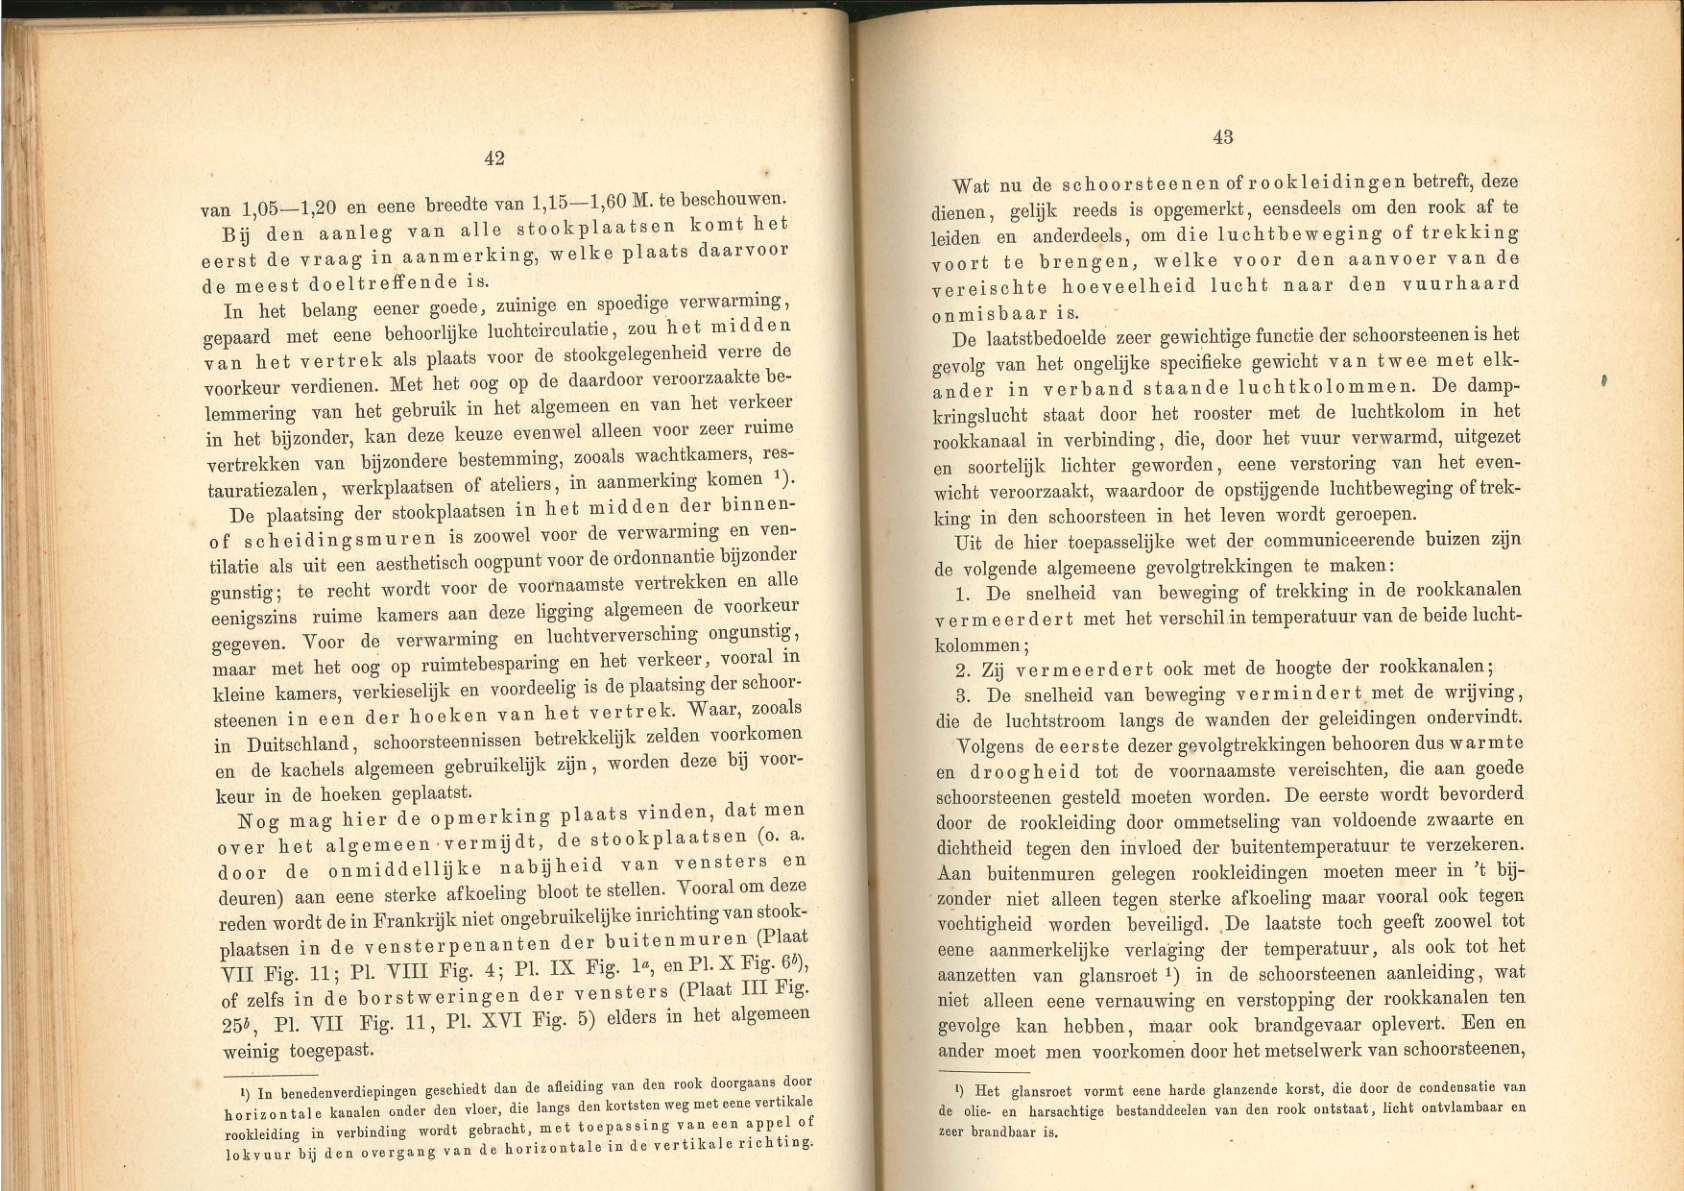 42
van 1,05—1,20 en eene breedte van 1,15—1,60 M. te beschouwen.
Bij den aanleg van alle stookplaatsen komt het
eerst de vraag in aanmerking, welke plaats daarvoor
de meest doeltreffende is.
In het belang eener goede, zuinige en spoedige verwarming,
gepaard met eene behoorlijke luchtcirculatie, zou het midden
van het vertrek als plaats voor de stookgelegenheid verre de
voorkeur verdienen. Met het oog op de daardoor veroorzaakte be-
lemmering van het gebruik in het algemeen en van het verkeer
in het bijzonder, kan deze keuze evenwel alleen voor zeer ruime
vertrekken van bijzondere bestemming, zooals wachtkamers, res-
tauratiezalen, werkplaatsen of ateliers, in aanmerking komen ¹).
De plaatsing der stookplaatsen in het midden der binnen-
of scheidingsmuren is zoowel voor de verwarming en ven-
tilatie als uit een aesthetisch oogpunt voor de ordonnantie bijzonder
gunstig; te recht wordt voor de voornaamste vertrekken en alle
eenigszins ruime kamers aan deze ligging algemeen de voorkeur
gegeven. Voor de verwarming en luchtverversching ongunstig,
maar met het oog op ruimtebesparing en het verkeer, vooral in
kleine kamers, verkieselijk en voordeelig is de plaatsing der schoor-
steenen in een der hoeken van het vertrek. Waar, zooals
in Duitschland, schoorsteennissen betrekkelijk zelden voorkomen
en de kachels algemeen gebruikelijk zijn, worden deze bij voor-
keur in de hoeken geplaatst.
Nog mag hier de opmerking plaats vinden, dat men
over het algemeen vermijdt, de stookplaatsen (o. a.
door de onmiddellijke nabijheid van vensters en
deuren) aan eene sterke afkoeling bloot te stellen. Vooral om deze
reden wordt de in Frankrijk niet ongebruikelijke inrichting van stook-
plaatsen in de vensterpenanten der buitenmuren (Plaat
VII Fig. 11; Pl. VIII Fig. 4; Pl. IX Fig. 1ᵃ, en Pl. X Fig. 6ᵇ),
of zelfs in de borstweringen der vensters (Plaat III Fig.
25ᵇ, Pl. VII Fig. 11, Pl. XVI Fig. 5) elders in het algemeen
weinig toegepast.
¹) In benedenverdiepingen geschiedt dan de afleiding van den rook doorgaans door
horizontale kanalen onder den vloer, die langs den kortsten weg met eene vertikale
rookleiding in verbinding wordt gebracht, met toepassing van een appel of
lokvuur bij den overgang van de horizontale in de vertikale richting.
43
Wat nu de schoorsteenen of rookleidingen betreft, deze
dienen, gelijk reeds is opgemerkt, eensdeels om den rook af te
leiden en anderdeels, om die luchtbeweging of trekking
voort te brengen, welke voor den aanvoer van de
vereischte hoeveelheid lucht naar den vuurhaard
onmisbaar is.
De laatstbedoelde zeer gewichtige functie der schoorsteenen is het
gevolg van het ongelijke specifieke gewicht van twee met elk-
ander in verband staande luchtkolommen. De damp-
kringslucht staat door het rooster met de luchtkolom in het
rookkanaal in verbinding, die, door het vuur verwarmd, uitgezet
en soortelijk lichter geworden, eene verstoring van het even-
wicht veroorzaakt, waardoor de opstijgende luchtbeweging of trek-
king in den schoorsteen in het leven wordt geroepen.
Uit de hier toepasselijke wet der communiceerende buizen zijn
de volgende algemeene gevolgtrekkingen te maken:
1. De snelheid van beweging of trekking in de rookkanalen
vermeerdert met het verschil in temperatuur van de beide lucht-
kolommen;
2. Zij vermeerdert ook met de hoogte der rookkanalen;
3. De snelheid van beweging vermindert met de wrijving,
die de luchtstroom langs de wanden der geleidingen ondervindt.
Volgens de eerste dezer gevolgtrekkingen behooren dus warmte
en droogheid tot de voornaamste vereischten, die aan goede
schoorsteenen gesteld moeten worden. De eerste wordt bevorderd
door de rookleiding door ommetseling van voldoende zwaarte en
dichtheid tegen den invloed der buitentemperatuur te verzekeren.
Aan buitenmuren gelegen rookleidingen moeten meer in 't bij-
zonder niet alleen tegen sterke afkoeling maar vooral ook tegen
vochtigheid worden beveiligd. De laatste toch geeft zoowel tot
eene aanmerkelijke verlaging der temperatuur, als ook tot het
aanzetten van glansroet ¹) in de schoorsteenen aanleiding, wat
niet alleen eene vernauwing en verstopping der rookkanalen ten
gevolge kan hebben, maar ook brandgevaar oplevert. Een en
ander moet men voorkomen door het metselwerk van schoorsteenen,
¹) Het glansroet vormt eene harde glanzende korst, die door de condensatie van
de olie- en harsachtige bestanddeelen van den rook ontstaat, licht ontvlambaar en
zeer brandbaar is.